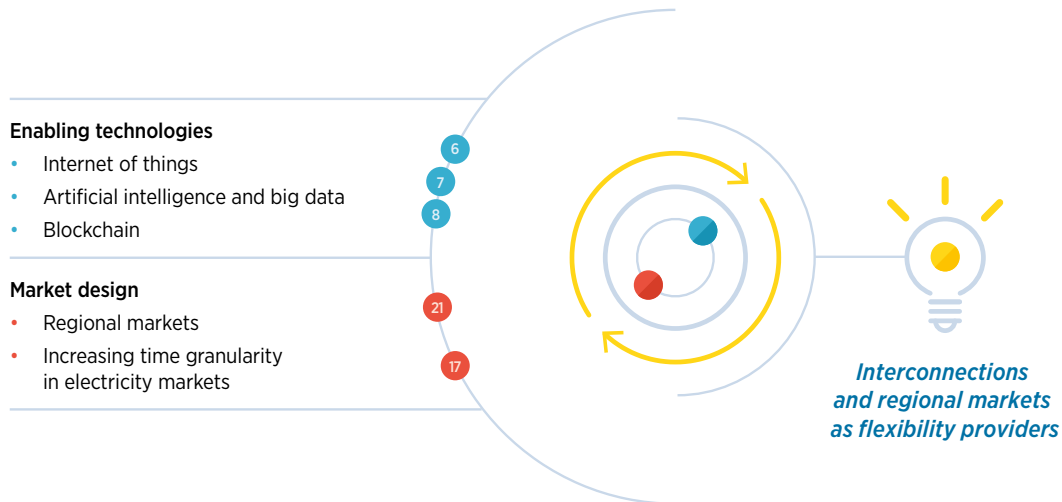 Enabling technologies
• Internet of things
• Artificial intelligence and big data
• Blockchain
6
7
8
Market design
• Regional markets
• Increasing time granularity
in electricity markets
21
17
Interconnections
and regional markets
as flexibility providers